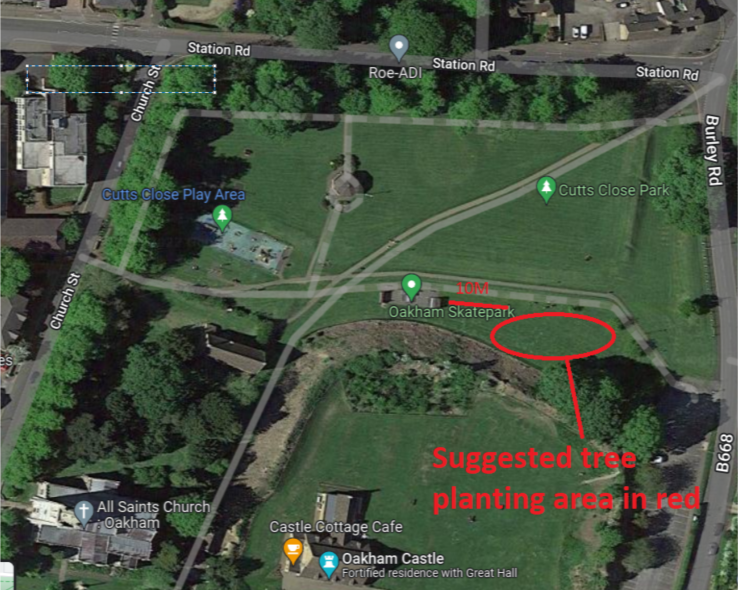 Station Rd
Station Rd
Station Rd
Roe-ADI
Church St
Burley Rd
Cutts Close Play Area
Cutts Close Park
10M
Oakham Skatepark
Church St
es
Suggested tree
planting area in red
B668
All Saints Church
Oakham
Castle Cottage Cafe
Oakham Castle
Fortified residence with Great Hall